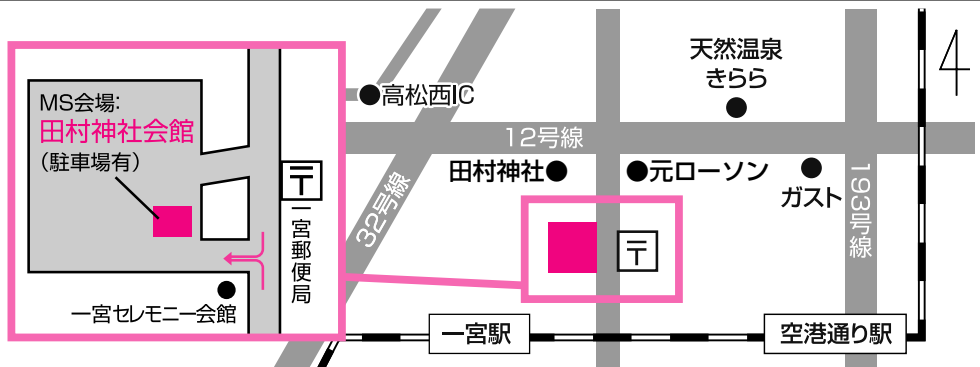 MS会場:
田村神社会館
(駐車場有)
〒
一宮郵便局
一宮セレモニー会館
高松西IC
32号線
12号線
天然温泉
きらら
田村神社
元ローソン
ガスト
193号線
〒
一宮駅
空港通り駅
4